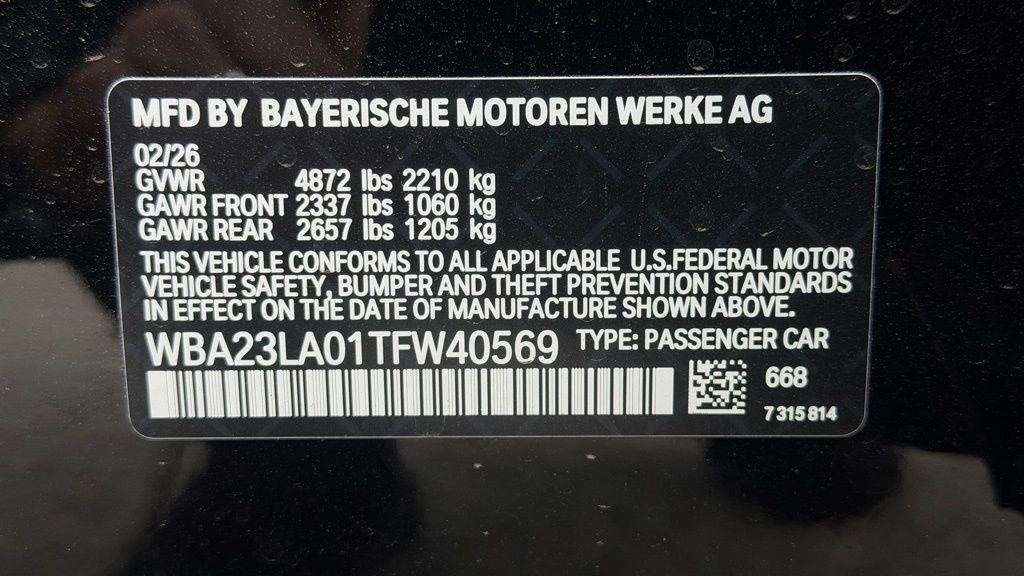 MFD BY BAYERISCHE MOTOREN WERKE AG
02/26
GVWR 4872 lbs 2210 kg
GAWR FRONT 2337 lbs 1060 kg
GAWR REAR 2657 lbs 1205 kg
THIS VEHICLE CONFORMS TO ALL APPLICABLE U.S.FEDERAL MOTOR
VEHICLE SAFETY, BUMPER AND THEFT PREVENTION STANDARDS
IN EFFECT ON THE DATE OF MANUFACTURE SHOWN ABOVE.
WBA23LA01TFW40569 TYPE: PASSENGER CAR
668
7 315 814